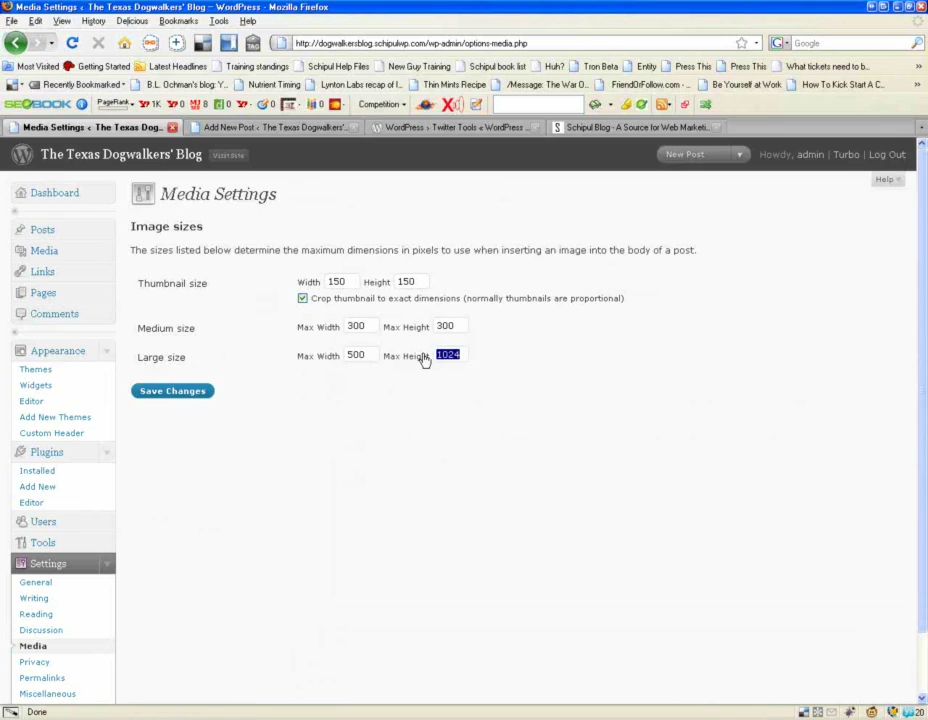 Media Settings ‹ The Texas Dogwalkers' Blog — WordPress - Mozilla Firefox
File Edit View History Delicious Bookmarks Tools Help
http://dogwalkersblog.schipulwp.com/wp-admin/options-media.php
Google
Most Visited Getting Started Latest Headlines Training standings Schipul Help Files New Guy Training Schipul book list Huh? Tron Beta Entity Press This Press This What tickets need to b...
Recently Bookmarked B.L. Ochman's blog: Y... Nutrient Timing Lynton Labs recap of I... Thin Mints Recipe /Message: The War O... FriendOrFollow.com - ... Be Yourself at Work How To Kick Start A C...
SEOBOOK PageRank 1K 0 8 0 0 0 Competition
Media Settings ‹ The Texas Dog... Add New Post ‹ The Texas Dogwalkers'... WordPress › Twitter Tools « WordPress ... Schipul Blog - A Source for Web Marketi...
The Texas Dogwalkers' Blog Visit Site New Post Howdy, admin | Turbo | Log Out
Help
Dashboard
Media Settings
Posts
Media
Links
Pages
Comments
Image sizes
The sizes listed below determine the maximum dimensions in pixels to use when inserting an image into the body of a post.
Thumbnail size Width 150 Height 150
Crop thumbnail to exact dimensions (normally thumbnails are proportional)
Medium size Max Width 300 Max Height 300
Large size Max Width 500 Max Height 1024
Save Changes
Appearance
Themes
Widgets
Editor
Add New Themes
Custom Header
Plugins
Installed
Add New
Editor
Users
Tools
Settings
General
Writing
Reading
Discussion
Media
Privacy
Permalinks
Miscellaneous
Done
20